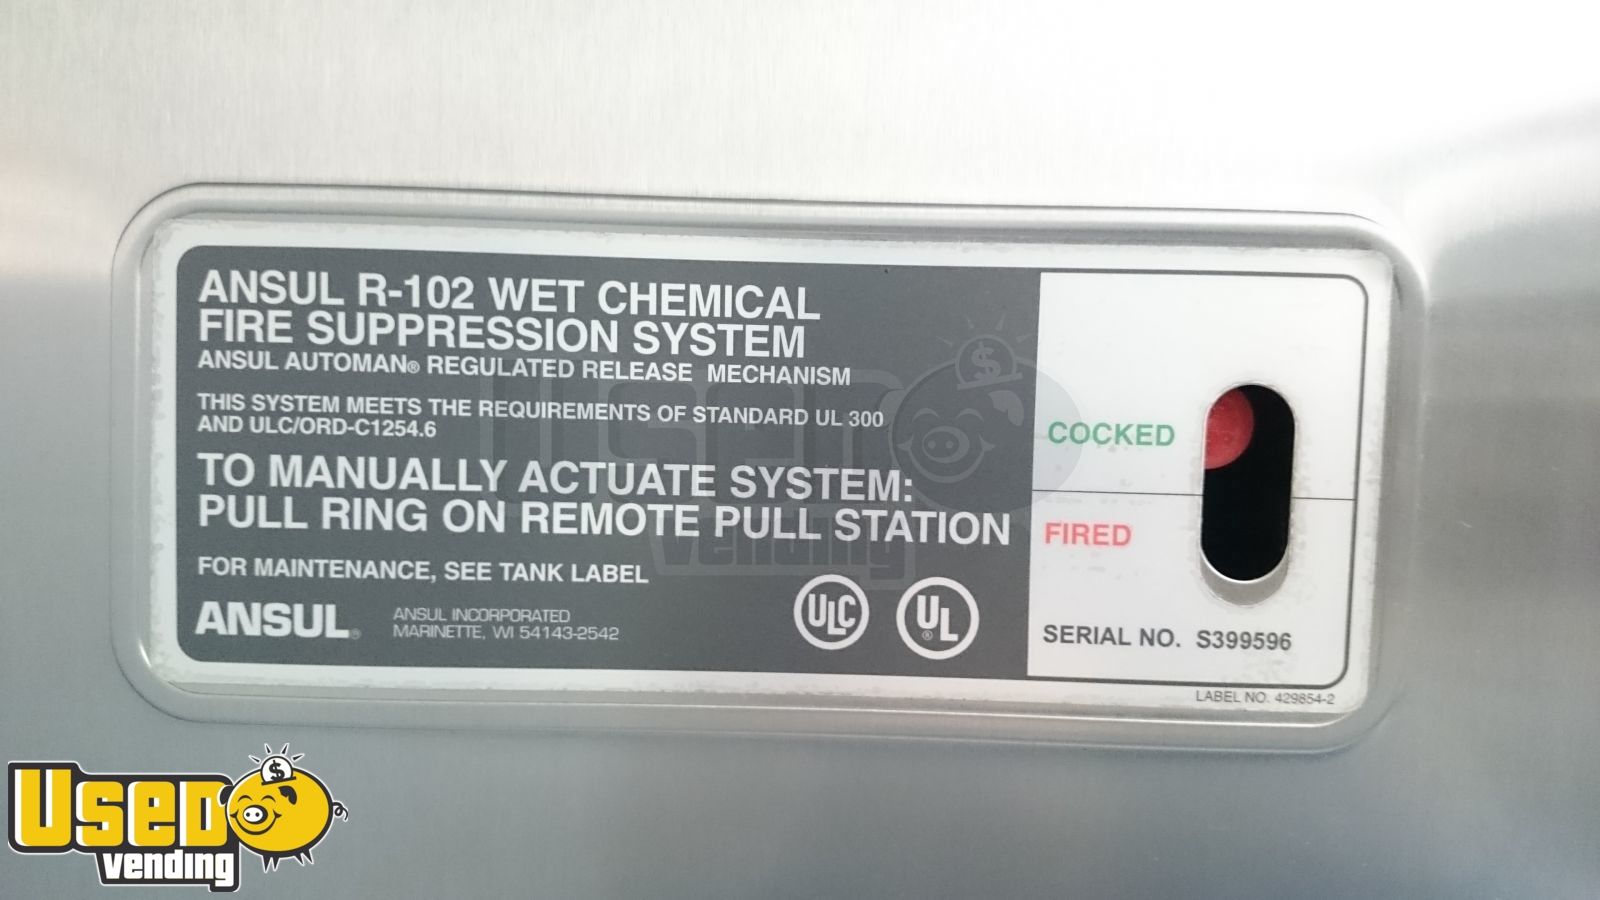 ANSUL R-102 WET CHEMICAL
FIRE SUPPRESSION SYSTEM
ANSUL AUTOMAN® REGULATED RELEASE MECHANISM
THIS SYSTEM MEETS THE REQUIREMENTS OF STANDARD UL 300
AND ULC/ORD-C1254.6
TO MANUALLY ACTUATE SYSTEM:
PULL RING ON REMOTE PULL STATION
FOR MAINTENANCE, SEE TANK LABEL
ANSUL®
ANSUL INCORPORATED
MARINETTE, WI 54143-2542
ULC
UL®
COCKED
FIRED
SERIAL NO. S399596
LABEL NO. 429854-2
USED
vending
$
USED
vending
$